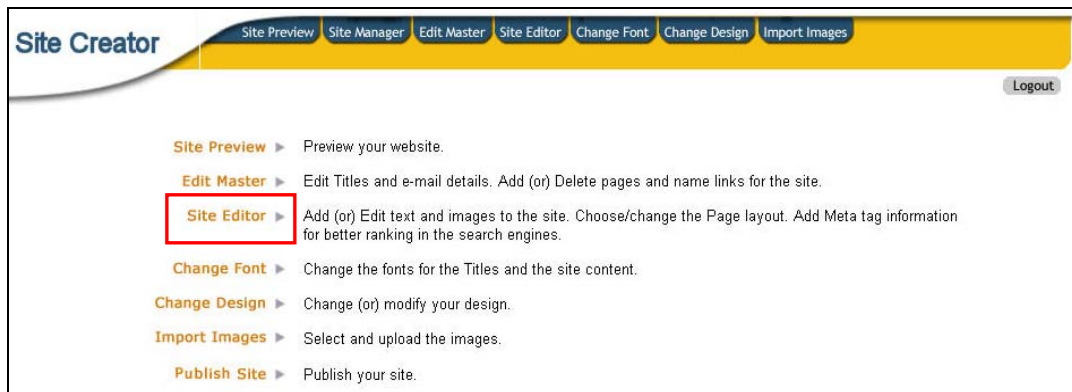 Site Creator
Site Preview Site Manager Edit Master Site Editor Change Font Change Design Import Images
Logout
Site Preview Preview your website.
Edit Master Edit Titles and e-mail details. Add (or) Delete pages and name links for the site.
Site Editor Add (or) Edit text and images to the site. Choose/change the Page layout. Add Meta tag information
for better ranking in the search engines.
Change Font Change the fonts for the Titles and the site content.
Change Design Change (or) modify your design.
Import Images Select and upload the images.
Publish Site Publish your site.